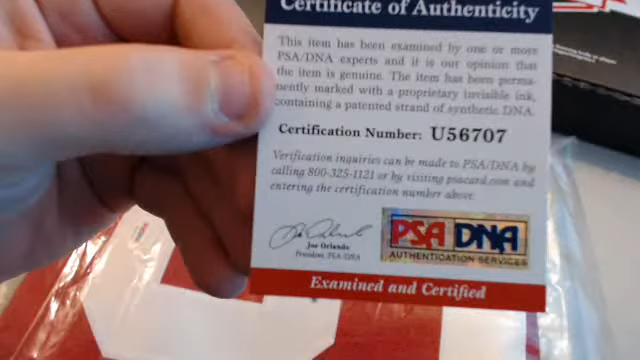 Certificate of Authenticity
This item has been examined by one or more
PSA/DNA experts and it is our opinion that
the item is genuine. The item has been perma-
nently marked with a proprietary invisible ink,
containing a patented strand of synthetic DNA.
Certification Number: U56707
Verification inquiries can be made to PSA/DNA by
calling 800-325-1121 or by visiting psacard.com and
entering the certification number above.
Joe Orlando
President, PSA/DNA
PSA DNA
AUTHENTICATION SERVICES
Examined and Certified